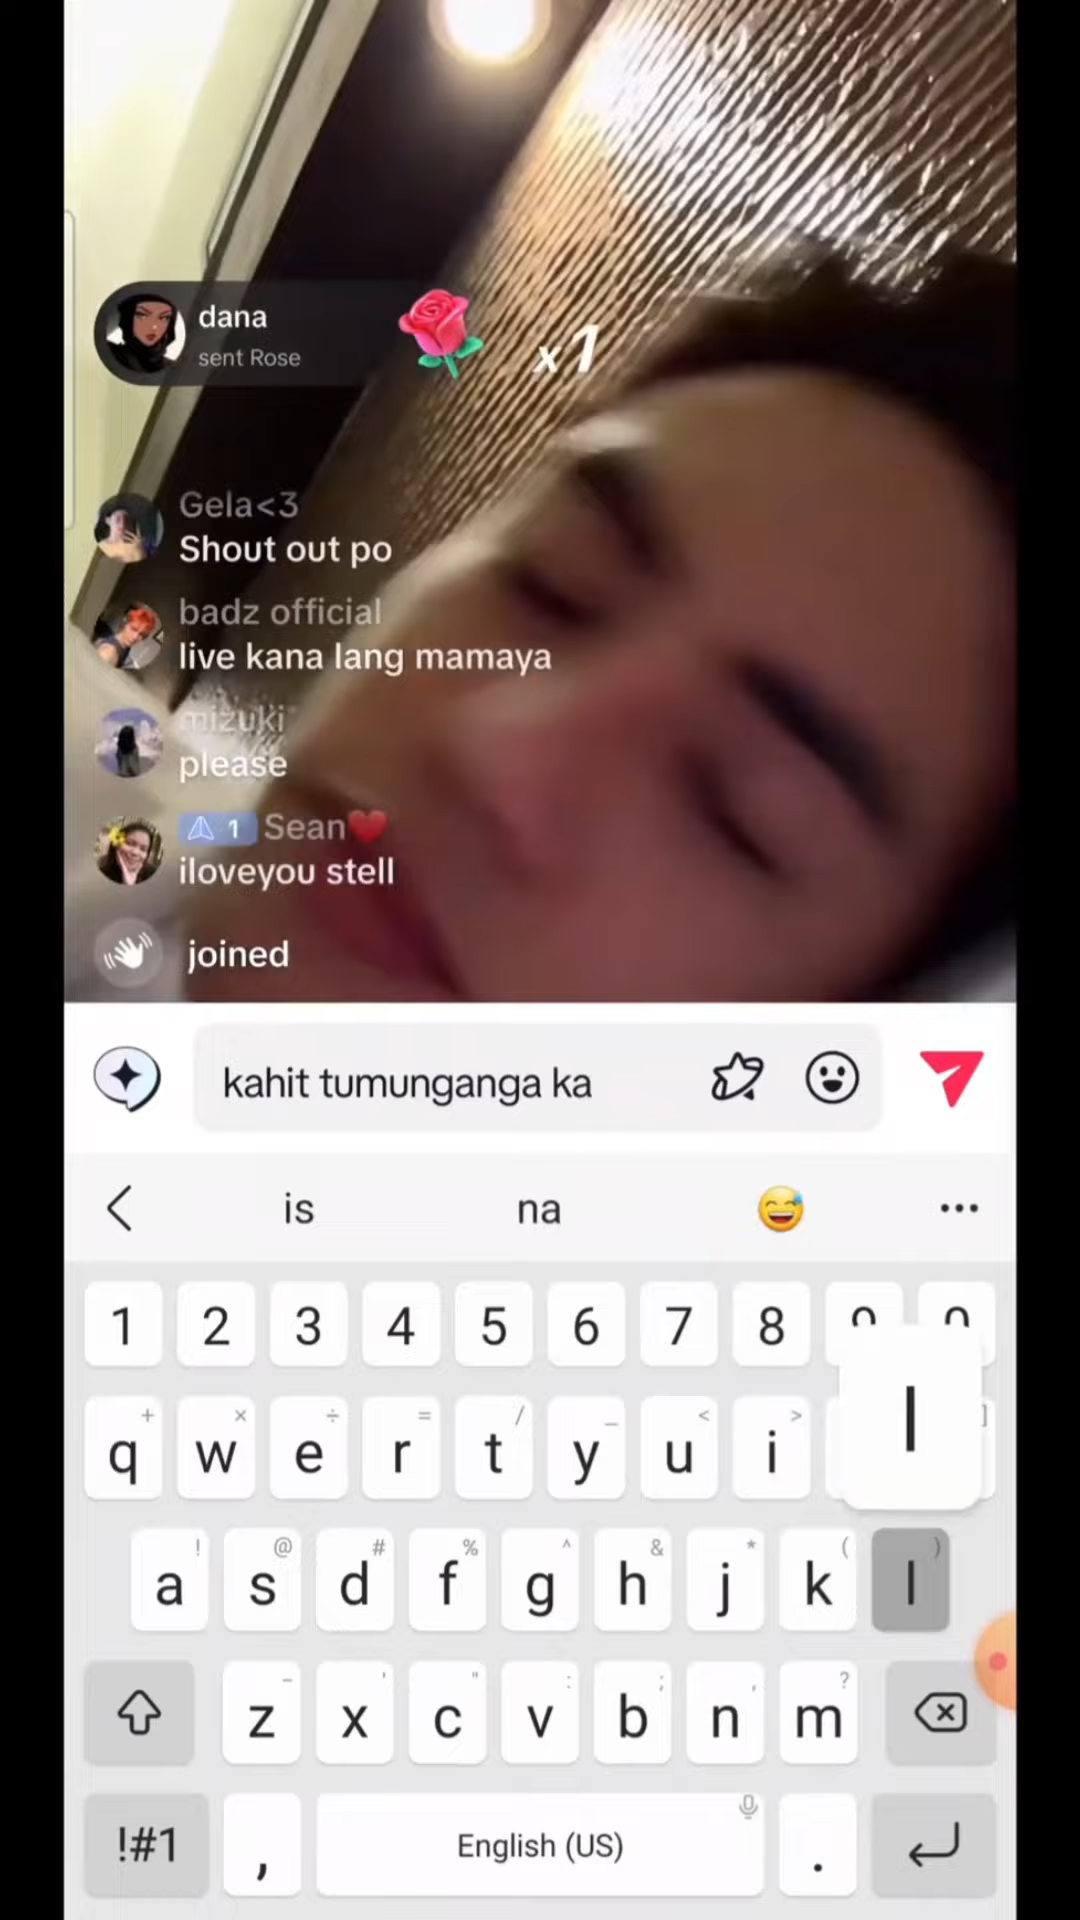 dana
sent Rose
x1
Gela<3
Shout out po
badz official
live kana lang mamaya
mizuki
please
1 Sean❤️
iloveyou stell
joined
kahit tumunganga ka
is na 😅 ...
1 2 3 4 5 6 7 8 9 0
+ × ÷ = / _ < > ]
q w e r t y u i l
! @ # % ^ & * ( )
a s d f g h j k l
- ' " : ; , ?
z x c v b n m
!#1 , English (US) .